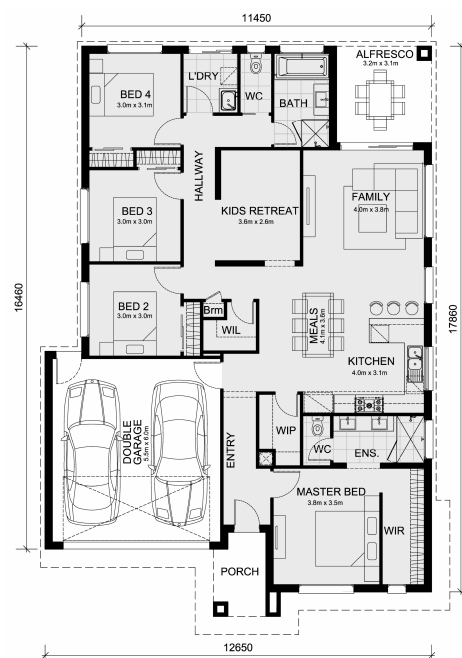 11450
ALFRESCO
3.2m x 3.1m
L'DRY
WC
BATH
BED 4
3.0m x 3.1m
HALLWAY
FAMILY
4.0m x 3.8m
KIDS RETREAT
3.6m x 2.6m
BED 3
3.0m x 3.0m
16460
17860
BED 2
3.0m x 3.0m
Brm
WIL
MEALS
4.1m x 3.6m
KITCHEN
4.0m x 3.1m
DOUBLE
GARAGE
5.5m x 6.0m
ENTRY
WIP
WC
ENS.
MASTER BED
3.8m x 3.5m
WIR
PORCH
12650